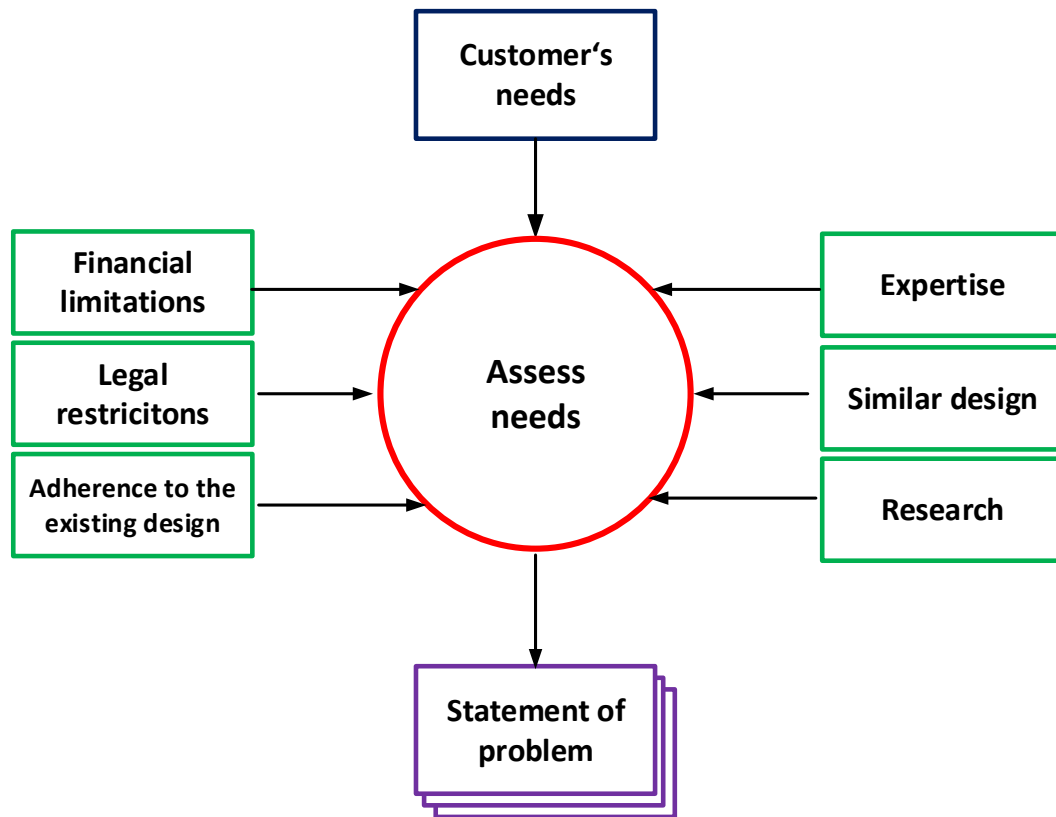 Customer‘s
needs
Financial
limitations
Legal
restricitons
Adherence to the
existing design
Assess
needs
Expertise
Similar design
Research
Statement of
problem